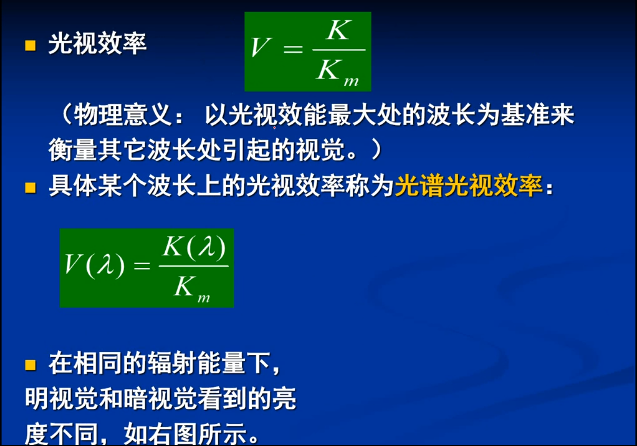 光视效率 V = K / K_m
（物理意义： 以光视效能最大处的波长为基准来
衡量其它波长处引起的视觉。）
具体某个波长上的光视效率称为光谱光视效率：
V(λ) = K(λ) / K_m
在相同的辐射能量下，
明视觉和暗视觉看到的亮
度不同，如右图所示。